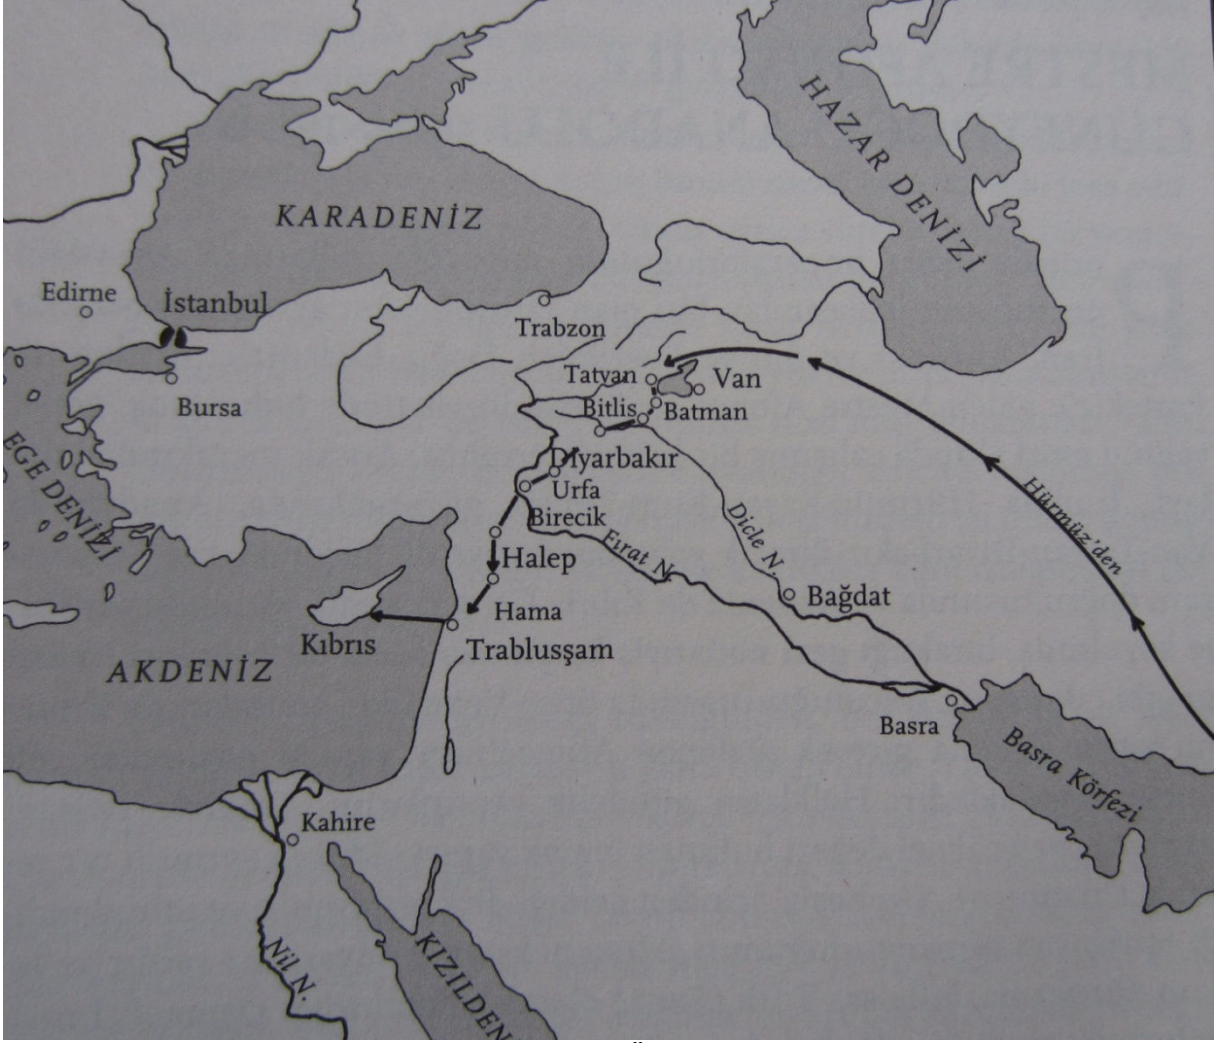 HAZAR DENİZİ
KARADENİZ
Edirne
İstanbul
Trabzon
Tatvan
Van
Bursa
Bitlis
Batman
EGE DENİZİ
Diyarbakır
Urfa
Birecik
Hürmüz'den
Dicle N.
Fırat N.
Halep
Bağdat
Hama
Kıbrıs
Trablusşam
AKDENİZ
Basra
Basra Körfezi
Kahire
Nil N.
KIZILDEN